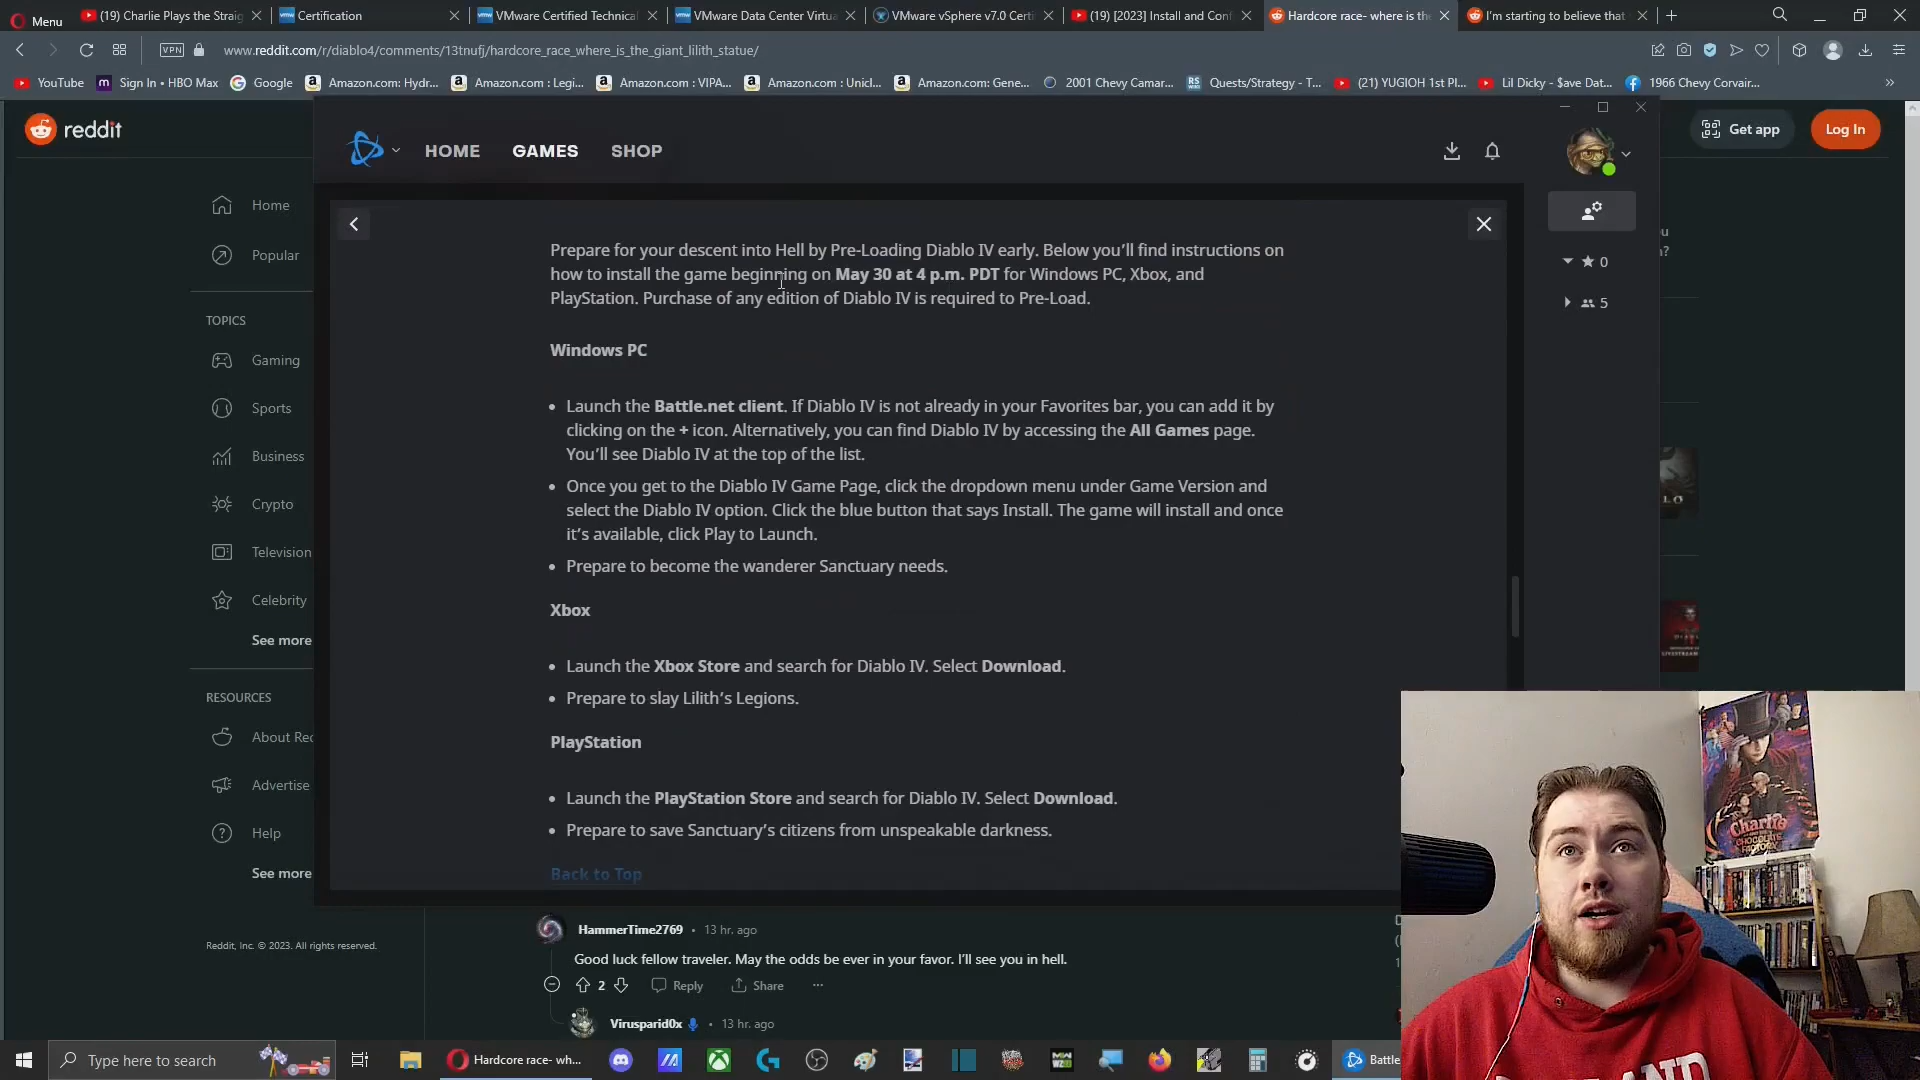 Menu
(19) Charlie Plays the Straig
Certification
VMware Certified Technical
VMware Data Center Virtua
VMware vSphere v7.0 Certi
(19) [2023] Install and Conf
Hardcore race- where is the
I'm starting to believe that
VPN
www.reddit.com/r/diablo4/comments/13tnufj/hardcore_race_where_is_the_giant_lilith_statue/
YouTube
Sign In • HBO Max
Google
Amazon.com: Hydr...
Amazon.com : Legi...
Amazon.com : VIPA...
Amazon.com : Unicl...
Amazon.com: Gene...
2001 Chevy Camar...
Quests/Strategy - T...
(21) YUGIOH 1st Pl...
Lil Dicky - $ave Dat...
1966 Chevy Corvair...
reddit
HOME
GAMES
SHOP
Get app
Log In
Home
Popular
TOPICS
Gaming
Sports
Business
Crypto
Television
Celebrity
See more
RESOURCES
About Red
Advertise
Help
See more
Reddit, Inc. © 2023. All rights reserved.
Prepare for your descent into Hell by Pre-Loading Diablo IV early. Below you'll find instructions on
how to install the game beginning on May 30 at 4 p.m. PDT for Windows PC, Xbox, and
PlayStation. Purchase of any edition of Diablo IV is required to Pre-Load.
Windows PC
• Launch the Battle.net client. If Diablo IV is not already in your Favorites bar, you can add it by
clicking on the + icon. Alternatively, you can find Diablo IV by accessing the All Games page.
You'll see Diablo IV at the top of the list.
• Once you get to the Diablo IV Game Page, click the dropdown menu under Game Version and
select the Diablo IV option. Click the blue button that says Install. The game will install and once
it's available, click Play to Launch.
• Prepare to become the wanderer Sanctuary needs.
Xbox
• Launch the Xbox Store and search for Diablo IV. Select Download.
• Prepare to slay Lilith's Legions.
PlayStation
• Launch the PlayStation Store and search for Diablo IV. Select Download.
• Prepare to save Sanctuary's citizens from unspeakable darkness.
Back to Top
0
5
HammerTime2769 • 13 hr. ago
Good luck fellow traveler. May the odds be ever in your favor. I'll see you in hell.
2
Reply
Share
Virusparid0x • 13 hr. ago
Charlie
CHOCOLATE
FACTORY
Type here to search
Hardcore race- wh...
Battle